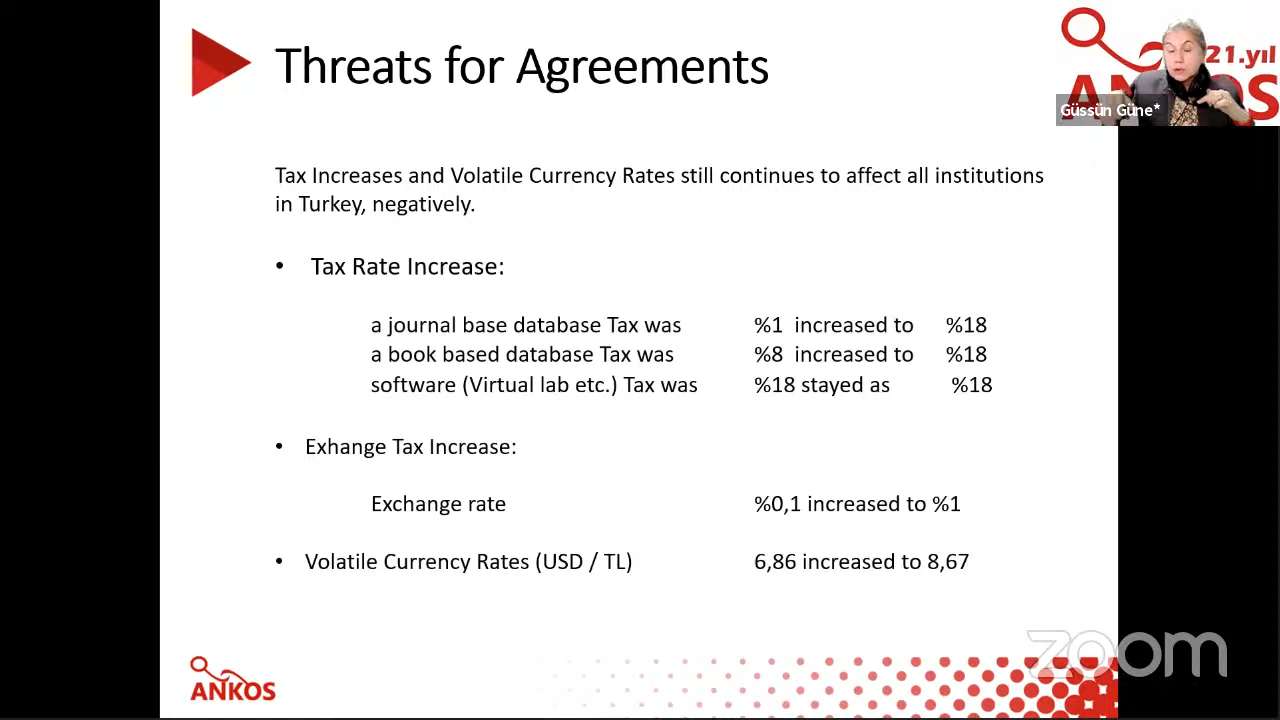 Threats for Agreements
21.yıl
ANKOS
Güssün Güne*
Tax Increases and Volatile Currency Rates still continues to affect all institutions
in Turkey, negatively.
• Tax Rate Increase:
a journal base database Tax was %1 increased to %18
a book based database Tax was %8 increased to %18
software (Virtual lab etc.) Tax was %18 stayed as %18
• Exhange Tax Increase:
Exchange rate %0,1 increased to %1
• Volatile Currency Rates (USD / TL) 6,86 increased to 8,67
zoom
ANKOS